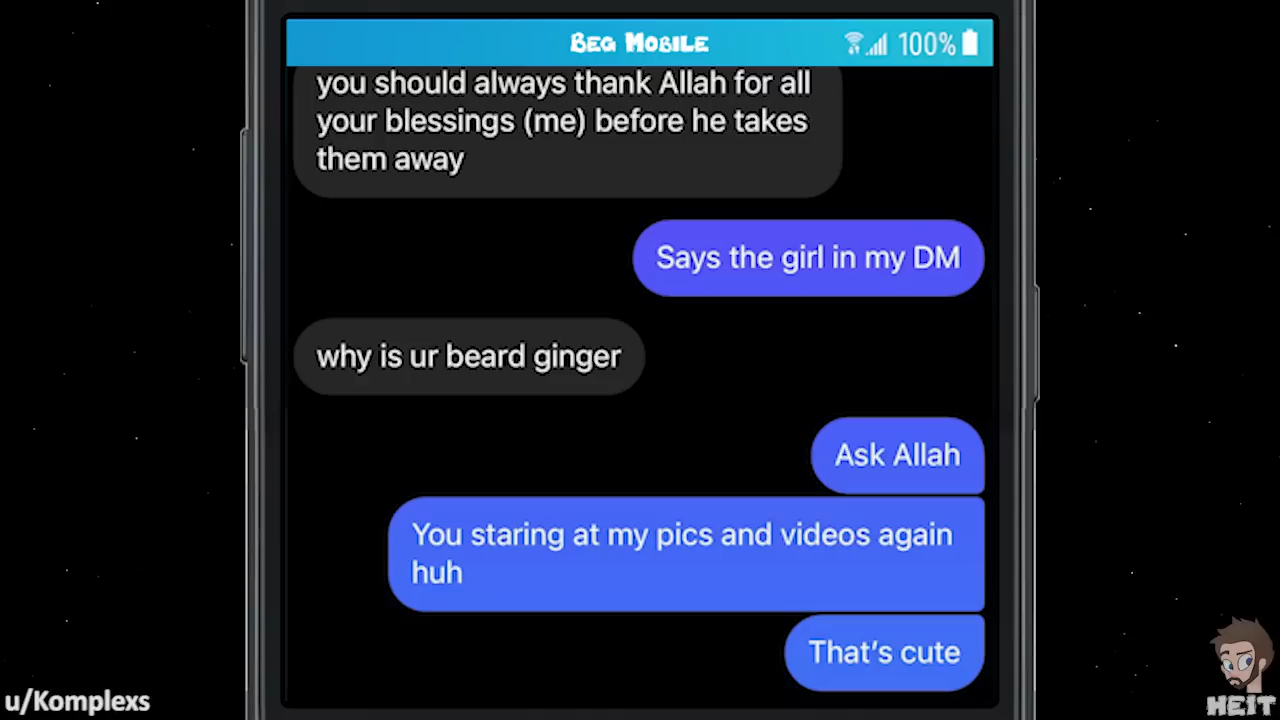 BEG MOBILE
100%
you should always thank Allah for all
your blessings (me) before he takes
them away
Says the girl in my DM
why is ur beard ginger
Ask Allah
You staring at my pics and videos again
huh
That’s cute
u/Komplexs
HEIT